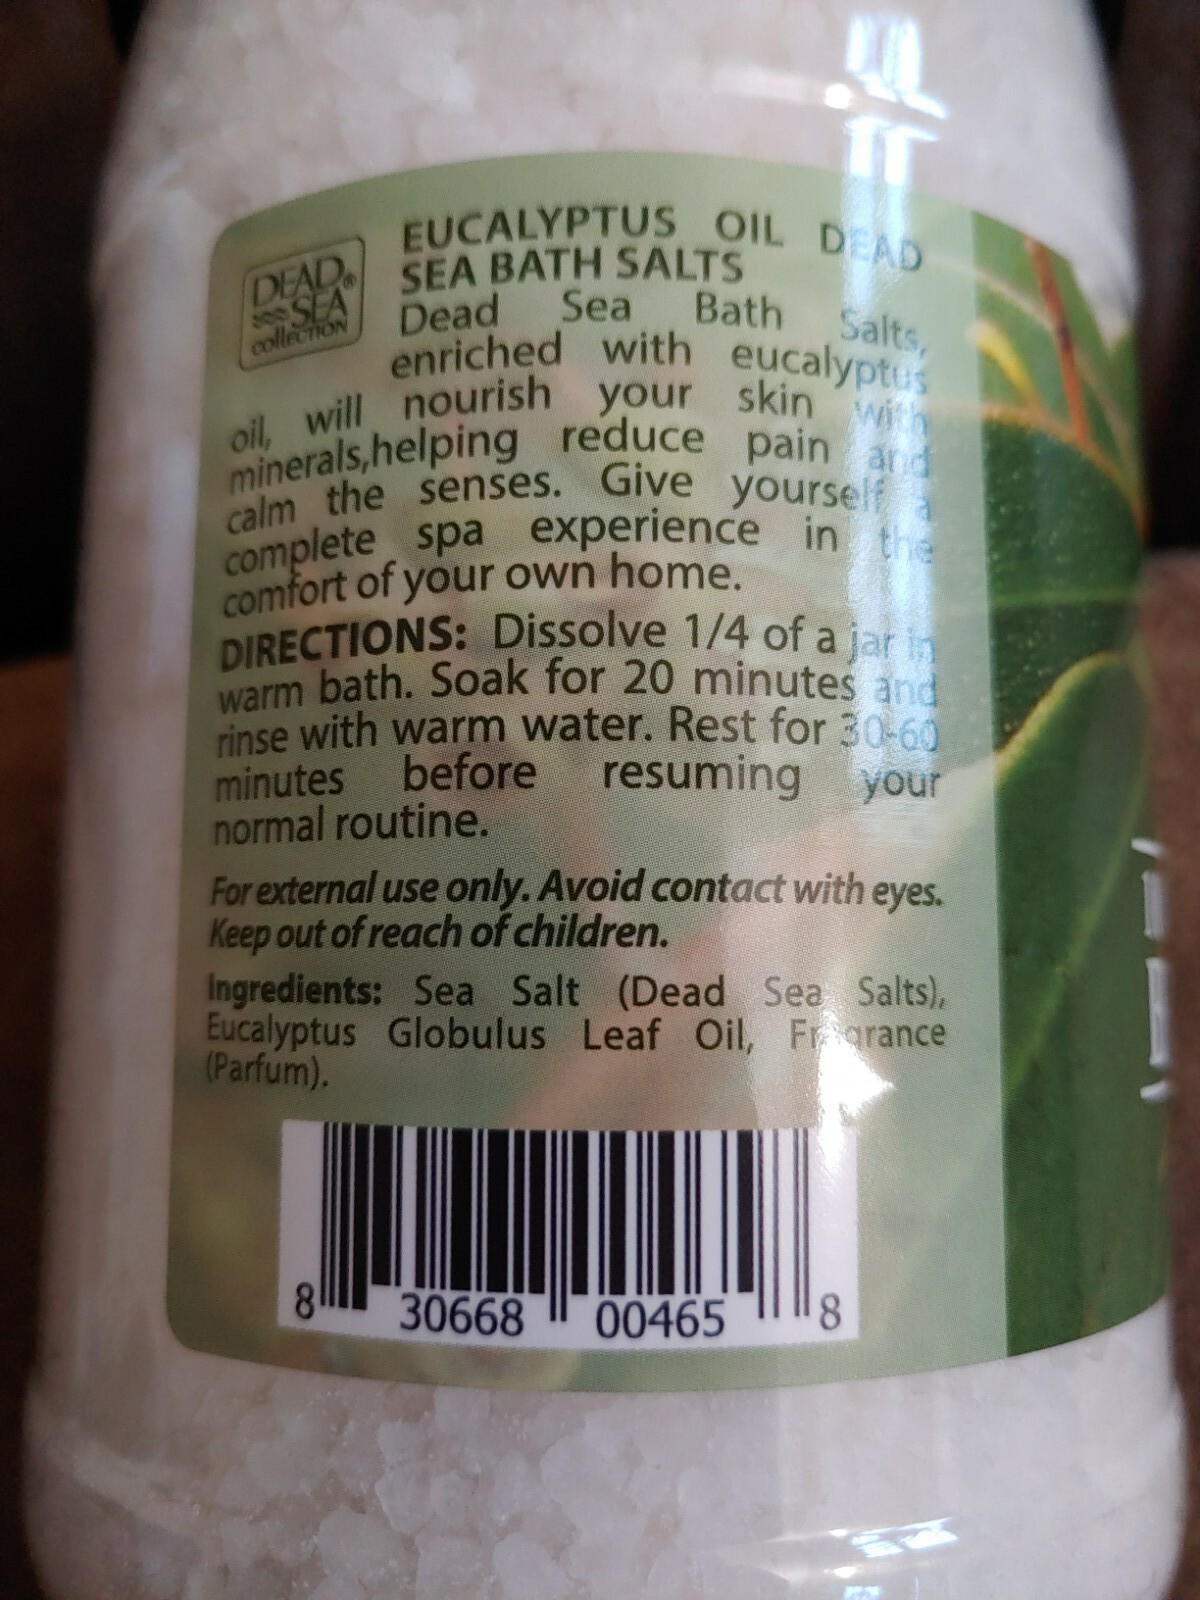 DEAD®
SEA
collection
EUCALYPTUS OIL DEAD
SEA BATH SALTS
Dead Sea Bath Salts,
enriched with eucalyptus
oil, will nourish your skin with
minerals,helping reduce pain and
calm the senses. Give yourself a
complete spa experience in the
comfort of your own home.
DIRECTIONS: Dissolve 1/4 of a jar in
warm bath. Soak for 20 minutes and
rinse with warm water. Rest for 30-60
minutes before resuming your
normal routine.
For external use only. Avoid contact with eyes.
Keep out of reach of children.
Ingredients: Sea Salt (Dead Sea Salts),
Eucalyptus Globulus Leaf Oil, Fragrance
(Parfum).
8 30668 00465 8